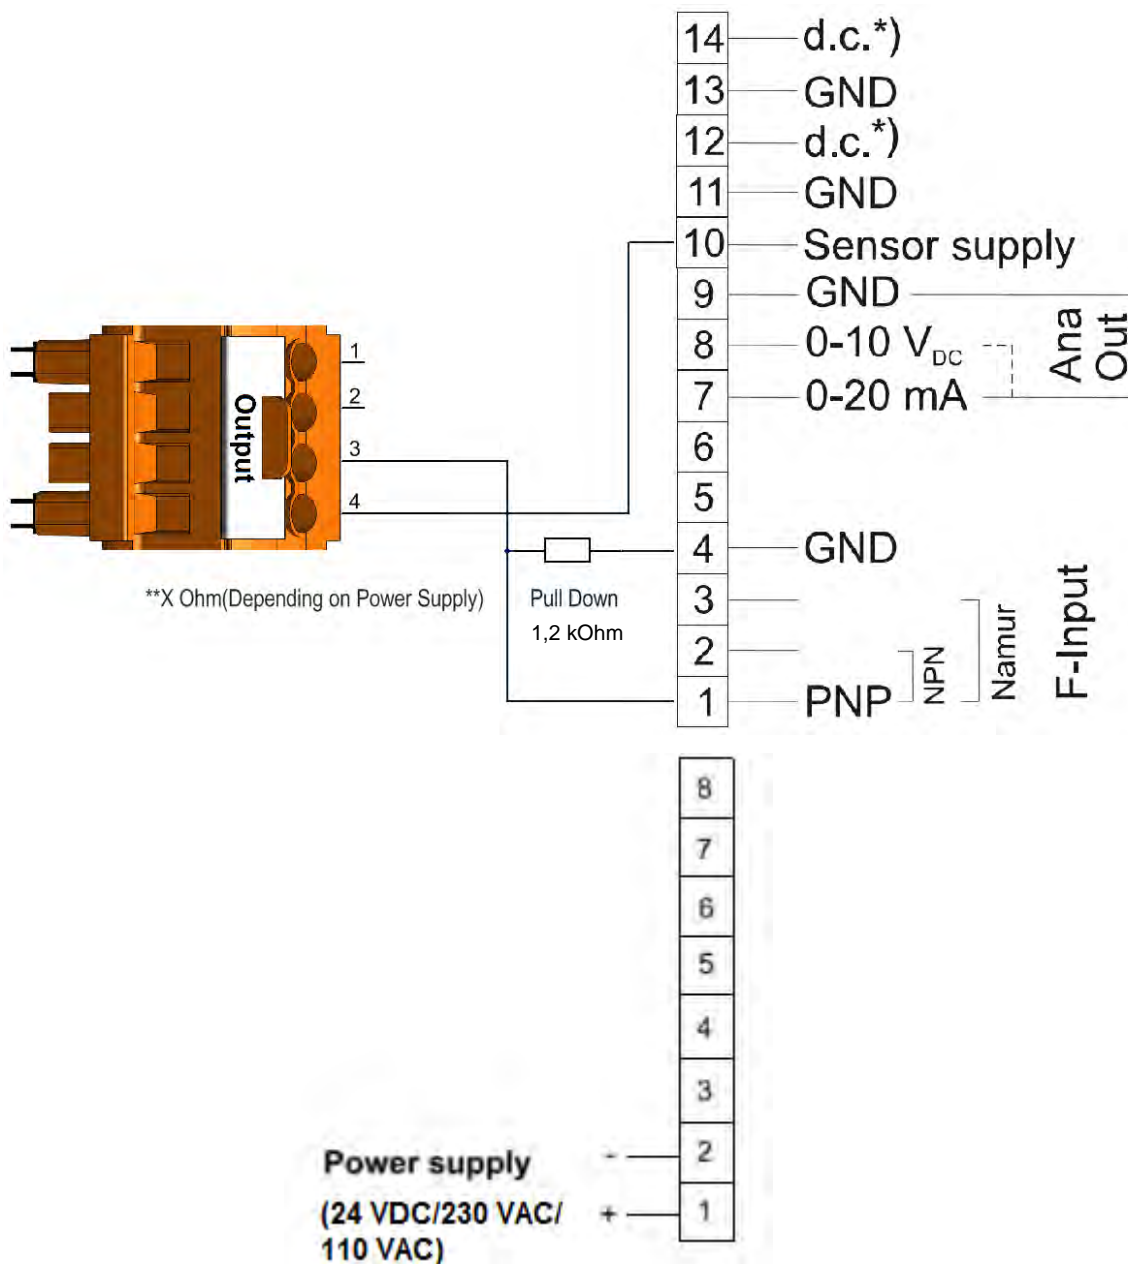 14 d.c.*)
13 GND
12 d.c.*)
11 GND
10 Sensor supply
9 GND
8 0-10 VDC
7 0-20 mA
Ana
Out
6
5
4 GND
3
2
1 PNP
NPN
Namur
F-Input
Output
1
2
3
4
**X Ohm(Depending on Power Supply)
Pull Down
1,2 kOhm
8
7
6
5
4
3
2
1
Power supply -
(24 VDC/230 VAC/ +
110 VAC)